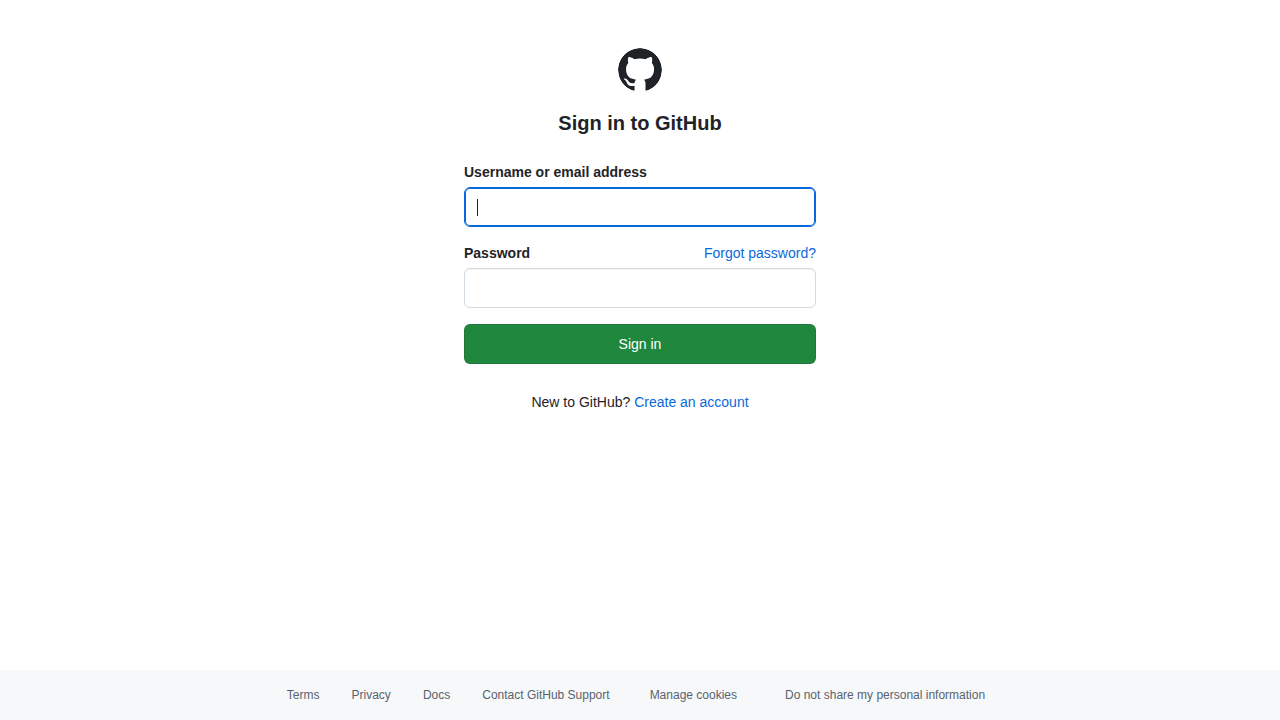 Sign in to GitHub
Username or email address
Password Forgot password?
Sign in
New to GitHub? Create an account
Terms Privacy Docs Contact GitHub Support Manage cookies Do not share my personal information